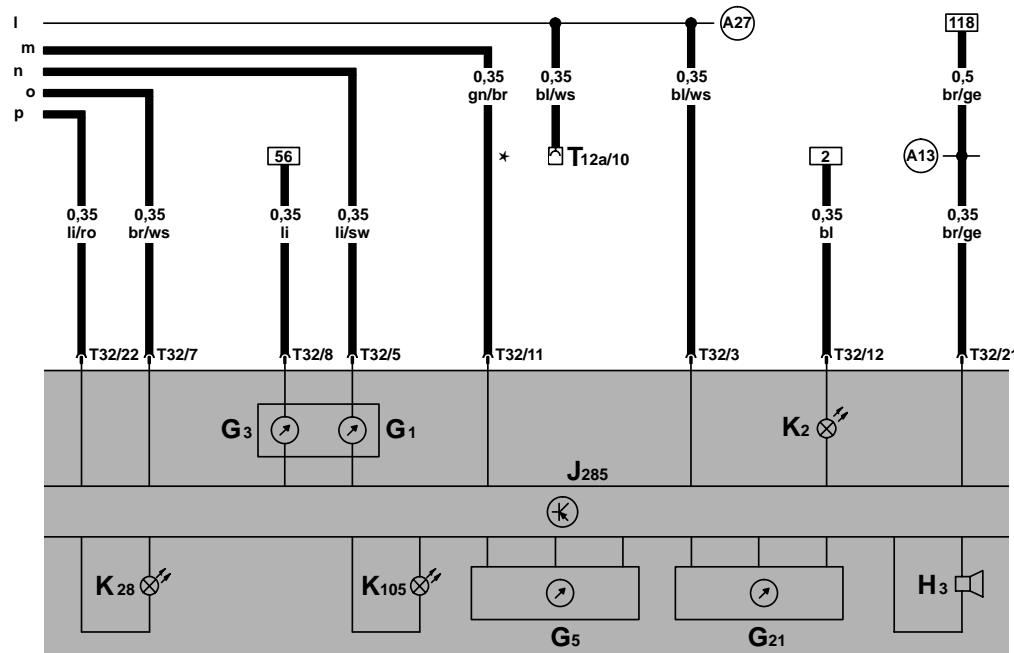 l
A27
118
m
n
o
p
0,35
gn/br
0,35
bl/ws
0,35
bl/ws
0,5
br/ge
56
*
T12a/10
2
A13
0,35
li/ro
0,35
br/ws
0,35
li
0,35
li/sw
0,35
bl
0,35
br/ge
T32/22
T32/7
T32/8
T32/5
T32/11
T32/3
T32/12
T32/21
G3
G1
K2
J285
K28
K105
G5
G21
H3